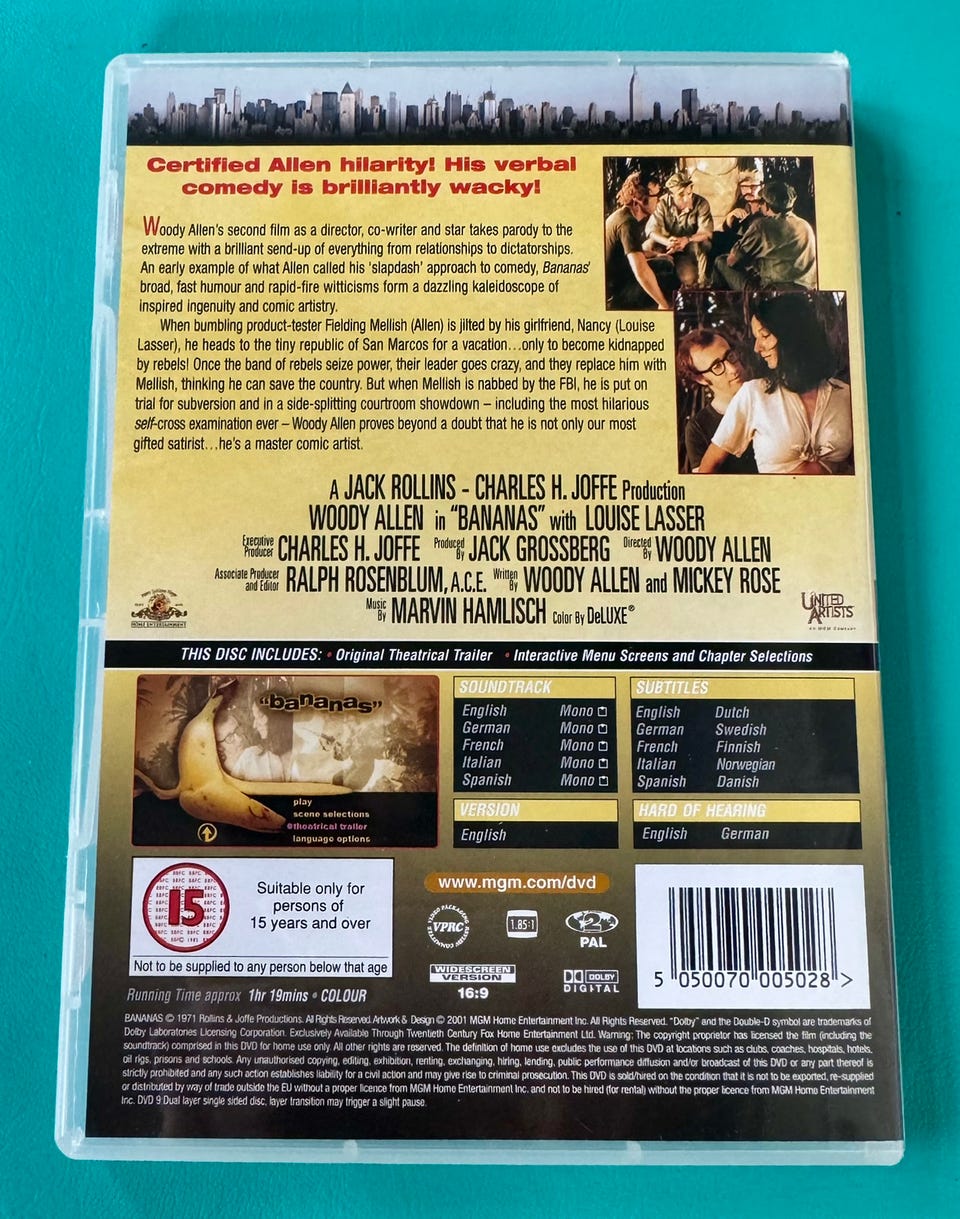 Certified Allen hilarity! His verbal
comedy is brilliantly wacky!
Woody Allen's second film as a director, co-writer and star takes parody to the
extreme with a brilliant send-up of everything from relationships to dictatorships.
An early example of what Allen called his 'slapdash' approach to comedy, Bananas'
broad, fast humour and rapid-fire witticisms form a dazzling kaleidoscope of
inspired ingenuity and comic artistry.
When bumbling product-tester Fielding Mellish (Allen) is jilted by his girlfriend, Nancy (Louise
Lasser), he heads to the tiny republic of San Marcos for a vacation...only to become kidnapped
by rebels! Once the band of rebels seize power, their leader goes crazy, and they replace him with
Mellish, thinking he can save the country. But when Mellish is nabbed by the FBI, he is put on
trial for subversion and in a side-splitting courtroom showdown – including the most hilarious
self-cross examination ever – Woody Allen proves beyond a doubt that he is not only our most
gifted satirist...he's a master comic artist.
A JACK ROLLINS - CHARLES H. JOFFE Production
WOODY ALLEN in "BANANAS" with LOUISE LASSER
Executive Producer CHARLES H. JOFFE Produced By JACK GROSSBERG Directed By WOODY ALLEN
Associate Producer and Editor RALPH ROSENBLUM, A.C.E. Written By WOODY ALLEN and MICKEY ROSE
Music By MARVIN HAMLISCH Color By DeLUXE®
HOME ENTERTAINMENT
UNITED ARTISTS
AN MGM COMPANY
THIS DISC INCLUDES: • Original Theatrical Trailer • Interactive Menu Screens and Chapter Selections
"bananas"
play
scene selections
theatrical trailer
language options
SOUNDTRACK
English Mono
German Mono
French Mono
Italian Mono
Spanish Mono
SUBTITLES
English Dutch
German Swedish
French Finnish
Italian Norwegian
Spanish Danish
VERSION
English
HARD OF HEARING
English German
15
Suitable only for
persons of
15 years and over
Not to be supplied to any person below that age
www.mgm.com/dvd
VPRC
1.85:1
2
PAL
WIDESCREEN
VERSION
16:9
DOLBY
DIGITAL
5 050070 005028 >
Running Time approx 1hr 19mins • COLOUR
BANANAS © 1971 Rollins & Joffe Productions. All Rights Reserved. Artwork & Design © 2001 MGM Home Entertainment Inc. All Rights Reserved. "Dolby" and the Double-D symbol are trademarks of
Dolby Laboratories Licensing Corporation. Exclusively Available Through Twentieth Century Fox Home Entertainment Ltd. Warning: The copyright proprietor has licensed the film (including the
soundtrack) comprised in this DVD for home use only. All other rights are reserved. The definition of home use excludes the use of this DVD at locations such as clubs, coaches, hospitals, hotels,
oil rigs, prisons and schools. Any unauthorised copying, editing, exhibition, renting, exchanging, hiring, lending, public performance diffusion and/or broadcast of this DVD or any part thereof is
strictly prohibited and any such action establishes liability for a civil action and may give rise to criminal prosecution. This DVD is sold/hired on the condition that it is not to be exported, re-supplied
or distributed by way of trade outside the EU without a proper licence from MGM Home Entertainment Inc. and not to be hired (for rental) without the proper licence from MGM Home Entertainment
Inc. DVD 9:Dual layer single sided disc, layer transition may trigger a slight pause.